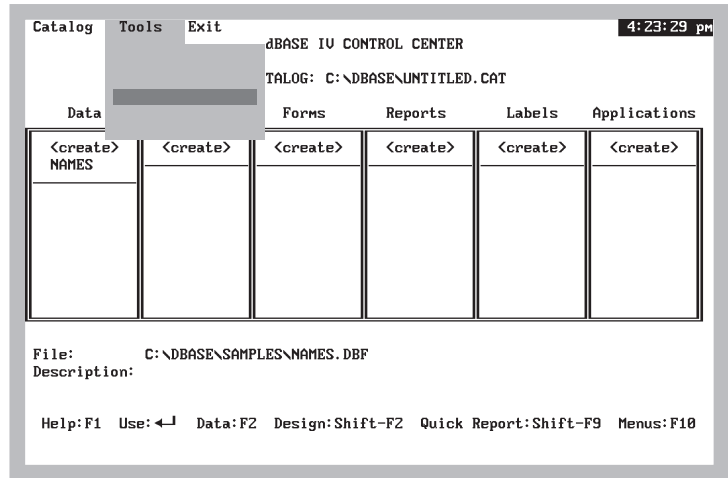 Catalog Tools Exit 4:23:29 pm
dBASE IV CONTROL CENTER
TALOG: C:\DBASE\UNTITLED.CAT
Data Forms Reports Labels Applications
<create> <create> <create> <create> <create> <create>
NAMES
File: C:\DBASE\SAMPLES\NAMES.DBF
Description:
Help:F1 Use:↵ Data:F2 Design:Shift-F2 Quick Report:Shift-F9 Menus:F10